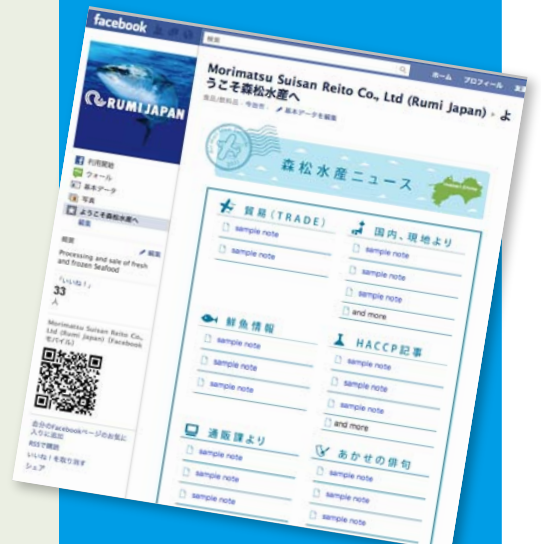 facebook
検索
ホーム プロフィール
RUMI JAPAN
Morimatsu Suisan Reito Co., Ltd (Rumi Japan) ▸ よ
うこそ森松水産へ
食品/飲料品 · 今治市 · 基本データを編集
利用開始
ウォール
基本データ
写真
ようこそ森松水産へ
編集
概要
編集
Processing and sale of fresh
and frozen Seafood
「いいね！」
33
人
Morimatsu Suisan Reito Co.,
Ltd (Rumi Japan) (Facebook
モバイル)
自分のFacebookページのお気に
入りに追加
RSSで購読
いいね！を取り消す
シェア
森松水産ニュース
貿易(TRADE)
sample note
sample note
国内、現地より
sample note
sample note
sample note
and more
鮮魚情報
sample note
sample note
sample note
HACCP記事
sample note
sample note
sample note
and more
通販課より
sample note
sample note
sample note
あかせの俳句
sample note
sample note
sample note